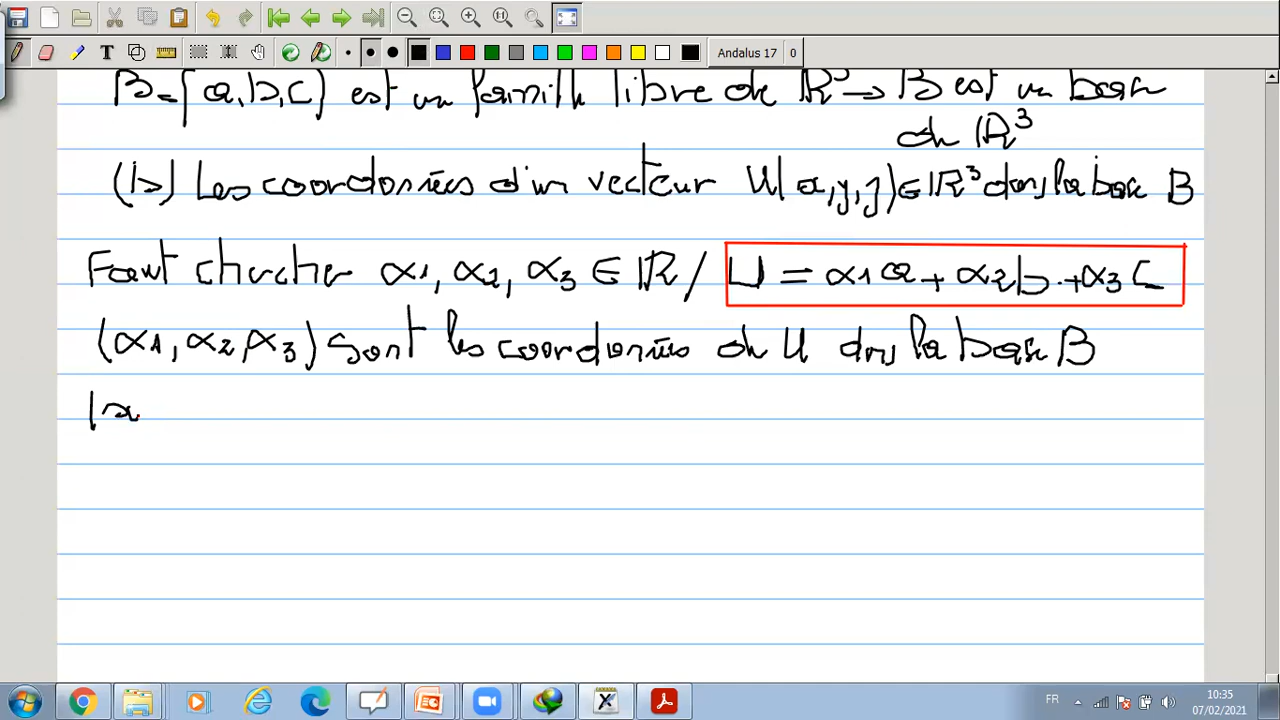 Andalus 17 0
B = {a, b, c} est un famille libre de ℝ³ → B est un base
de ℝ³
(b) Les coordonnées d'un vecteur U(x, y, z) ∈ ℝ³ dans la base B
Faut chercher α1, α2, α3 ∈ ℝ / U = α1 a + α2 b + α3 c
(α1, α2, α3) sont les coordonnées de U dans la base B
(x
FR 10:35
07/02/2021